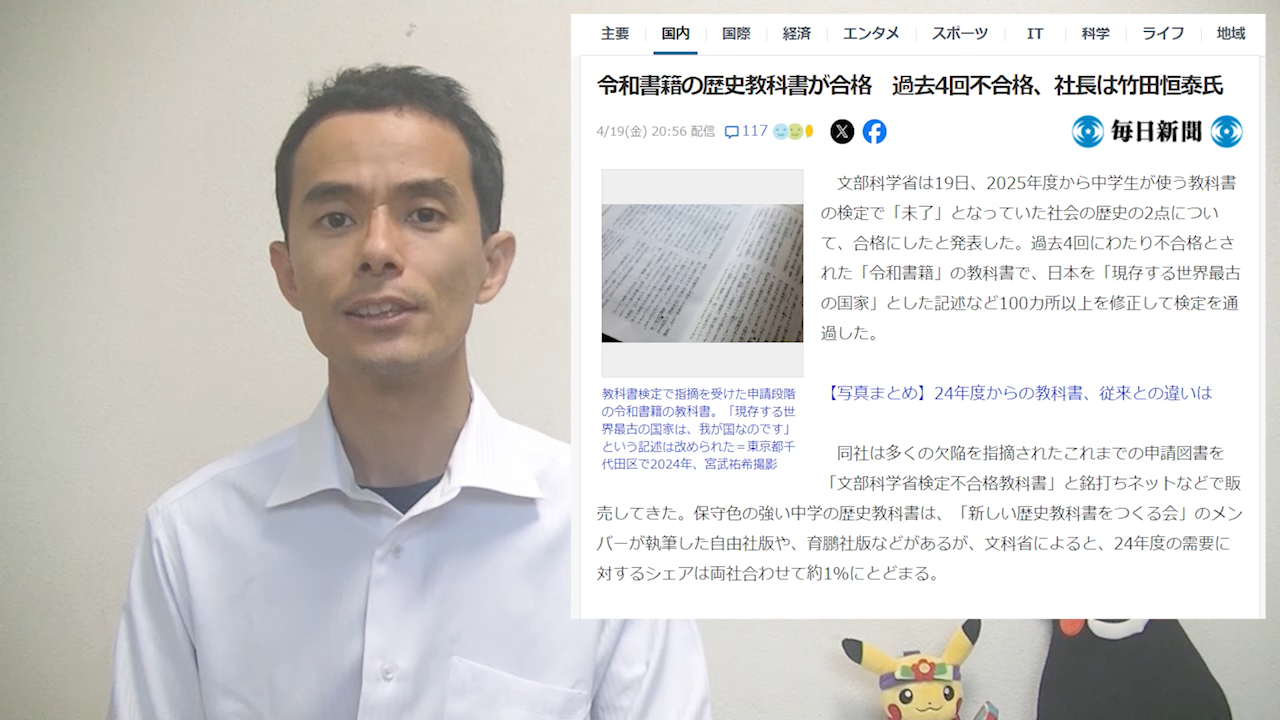 主要 国内 国際 経済 エンタメ スポーツ IT 科学 ライフ 地域
令和書籍の歴史教科書が合格　過去4回不合格、社長は竹田恒泰氏
4/19(金) 20:56 配信 117
毎日新聞
文部科学省は19日、2025年度から中学生が使う教科書
の検定で「未了」となっていた社会の歴史の2点につい
て、合格にしたと発表した。過去4回にわたり不合格とさ
れた「令和書籍」の教科書で、日本を「現存する世界最古
の国家」とした記述など100カ所以上を修正して検定を通
過した。
教科書検定で指摘を受けた申請段階
の令和書籍の教科書。「現存する世
界最古の国家は、我が国なのです」
という記述は改められた＝東京都千
代田区で2024年、宮武祐希撮影
【写真まとめ】24年度からの教科書、従来との違いは
同社は多くの欠陥を指摘されたこれまでの申請図書を
「文部科学省検定不合格教科書」と銘打ちネットなどで販
売してきた。保守色の強い中学の歴史教科書は、「新しい歴史教科書をつくる会」のメン
バーが執筆した自由社版や、育鵬社版などがあるが、文科省によると、24年度の需要に
対するシェアは両社合わせて約1%にとどまる。